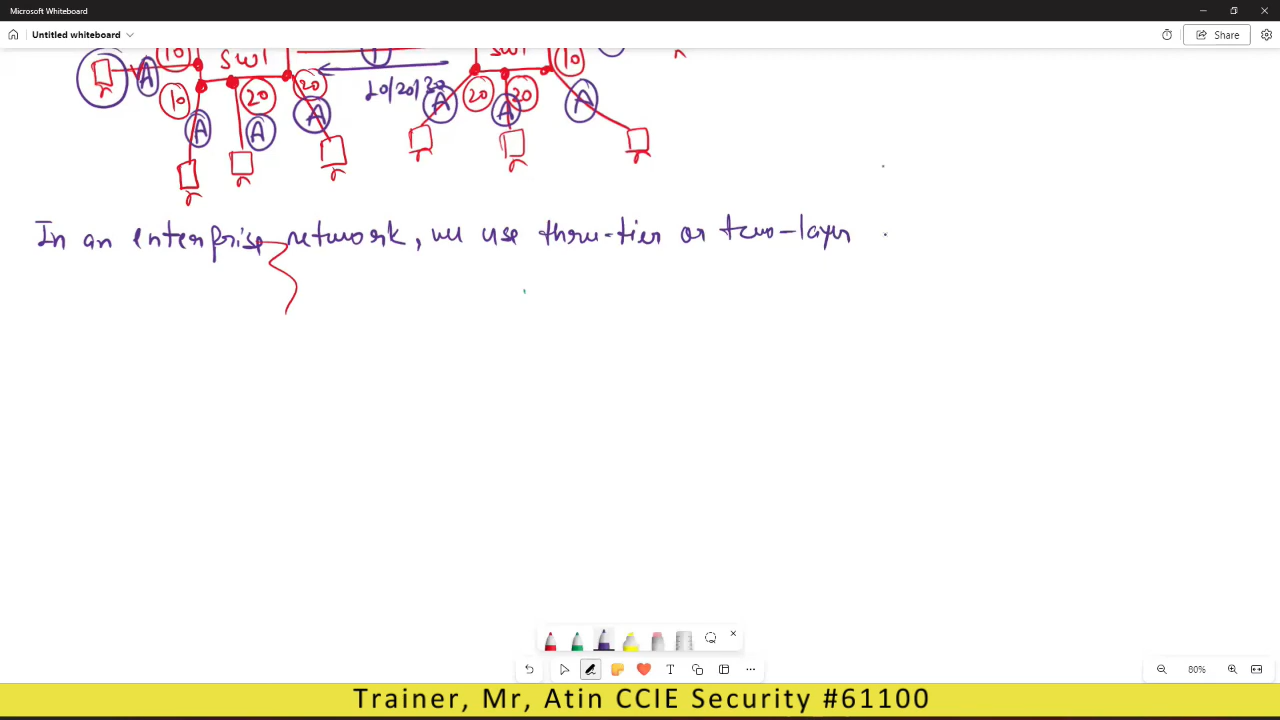 Microsoft Whiteboard
Untitled whiteboard
Share
10 SW1 1 SW1 10
A 10 20 20 10/20/30 A 20 20 A
A A A A
In an enterprise network, we use three-tier or two-layer
80%
Trainer, Mr, Atin CCIE Security #61100